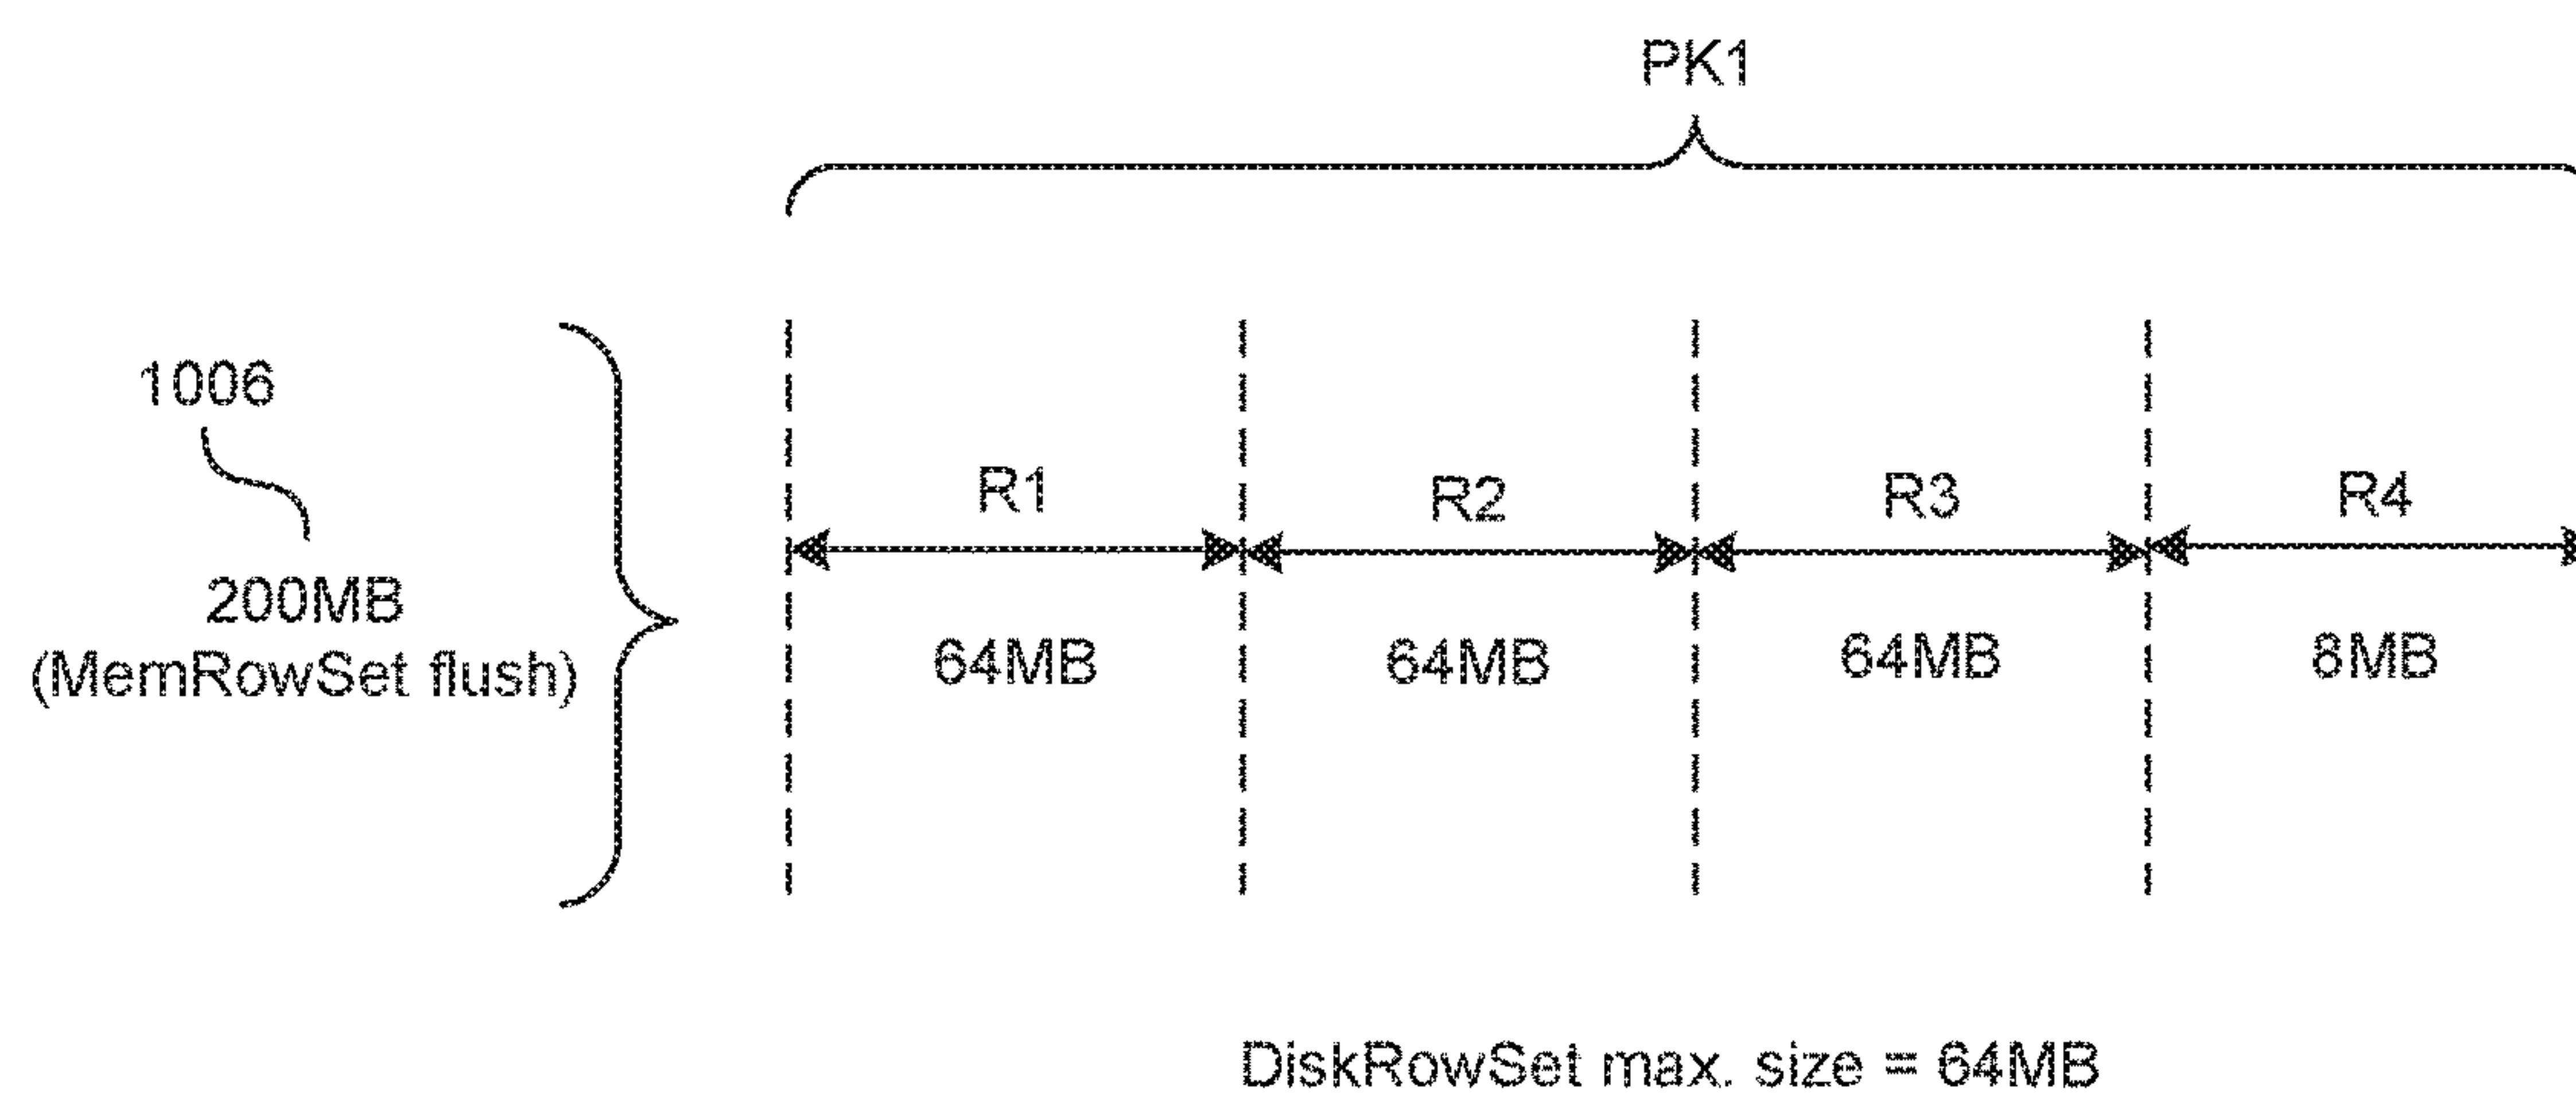 PK1
1006
R1
R2
R3
R4
200MB
(MemRowSet flush)
64MB
64MB
64MB
8MB
DiskRowSet max. size = 64MB